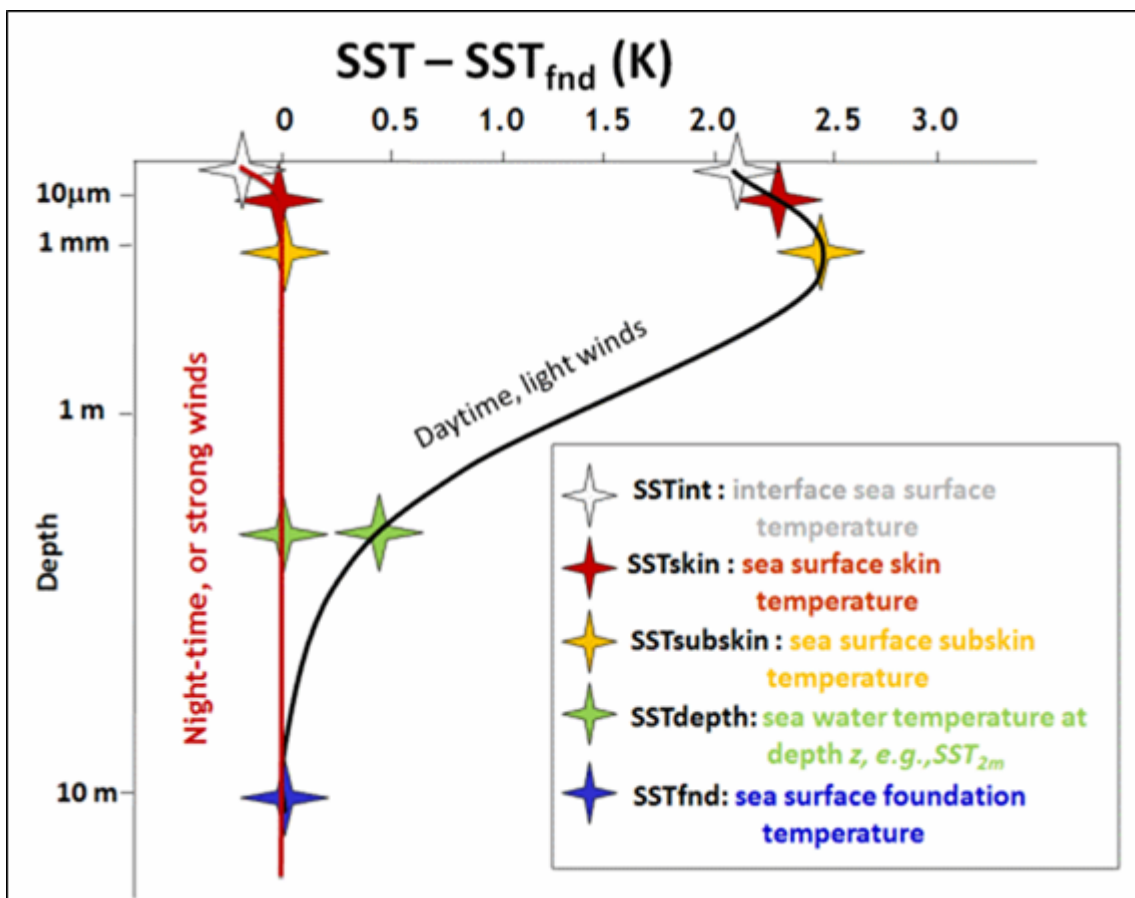 SST – SSTfnd (K)
0 0.5 1.0 1.5 2.0 2.5 3.0
10μm
1 mm
1 m
10 m
Depth
Night-time, or strong winds
Daytime, light winds
SSTint : interface sea surface
temperature
SSTskin : sea surface skin
temperature
SSTsubskin : sea surface subskin
temperature
SSTdepth: sea water temperature at
depth z, e.g.,SST2m
SSTfnd: sea surface foundation
temperature